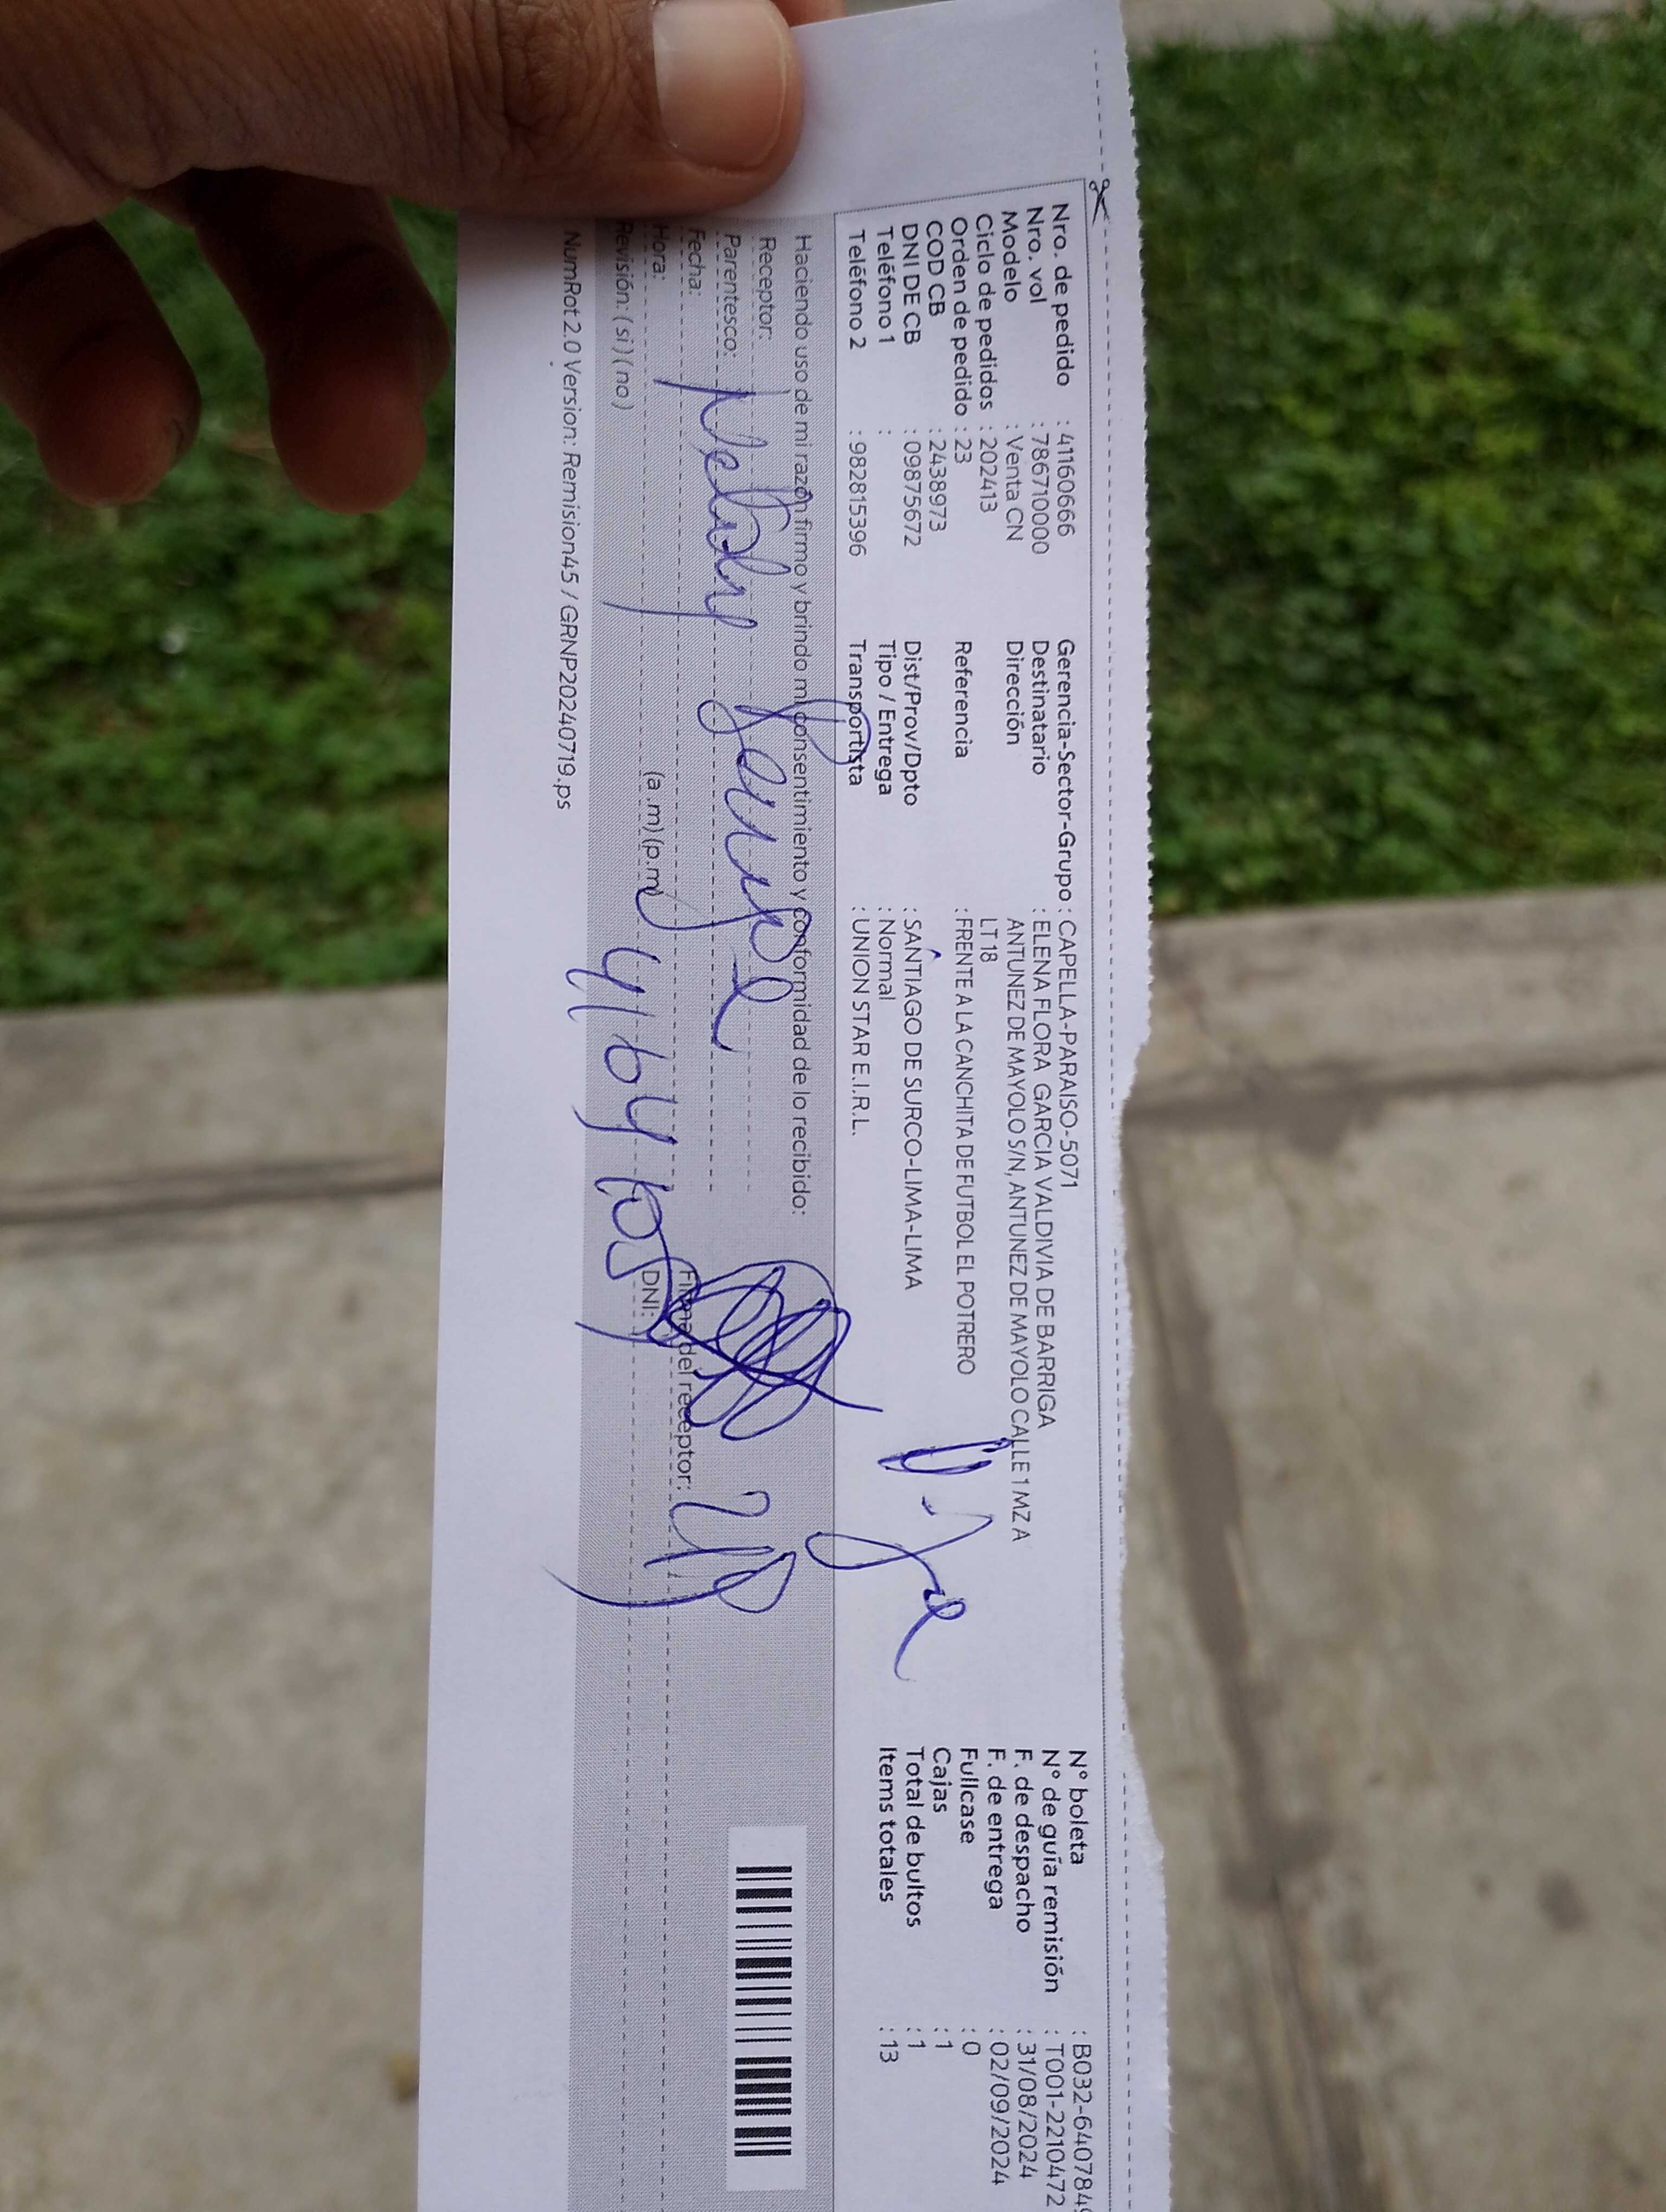 Nro. de pedido : 41160666
Nro. vol : 786710000
Modelo : Venta CN
Ciclo de pedidos : 202413
Orden de pedido : 23
COD CB : 2438973
DNI DE CB : 09875672
Teléfono 1 :
Teléfono 2 : 982815396
Gerencia-Sector-Grupo : CAPELLA-PARAISO-5071
Destinatario : ELENA FLORA GARCIA VALDIVIA DE BARRIGA
Dirección ANTUNEZ DE MAYOLO S/N, ANTUNEZ DE MAYOLO CALLE 1 MZ A
LT 18
Referencia : FRENTE A LA CANCHITA DE FUTBOL EL POTRERO
Dist/Prov/Dpto : SANTIAGO DE SURCO-LIMA-LIMA
Tipo / Entrega : Normal
Transportista : UNION STAR E.I.R.L.
N° boleta : B032-640784
N° de guía remisión : T001-2210472
F. de despacho : 31/08/2024
F. de entrega : 02/09/2024
Fullcase : 0
Cajas : 1
Total de bultos : 1
Items totales : 13
Haciendo uso de mi razón firmo y brindo mi consentimiento y conformidad de lo recibido:
Receptor:
Parentesco:
Fecha:
Firma del receptor:
Hora: (a.m) (p.m)
DNI:
Revisión: ( si ) ( no )
NumRot 2.0 Version: Remision45 / GRNP20240719.ps